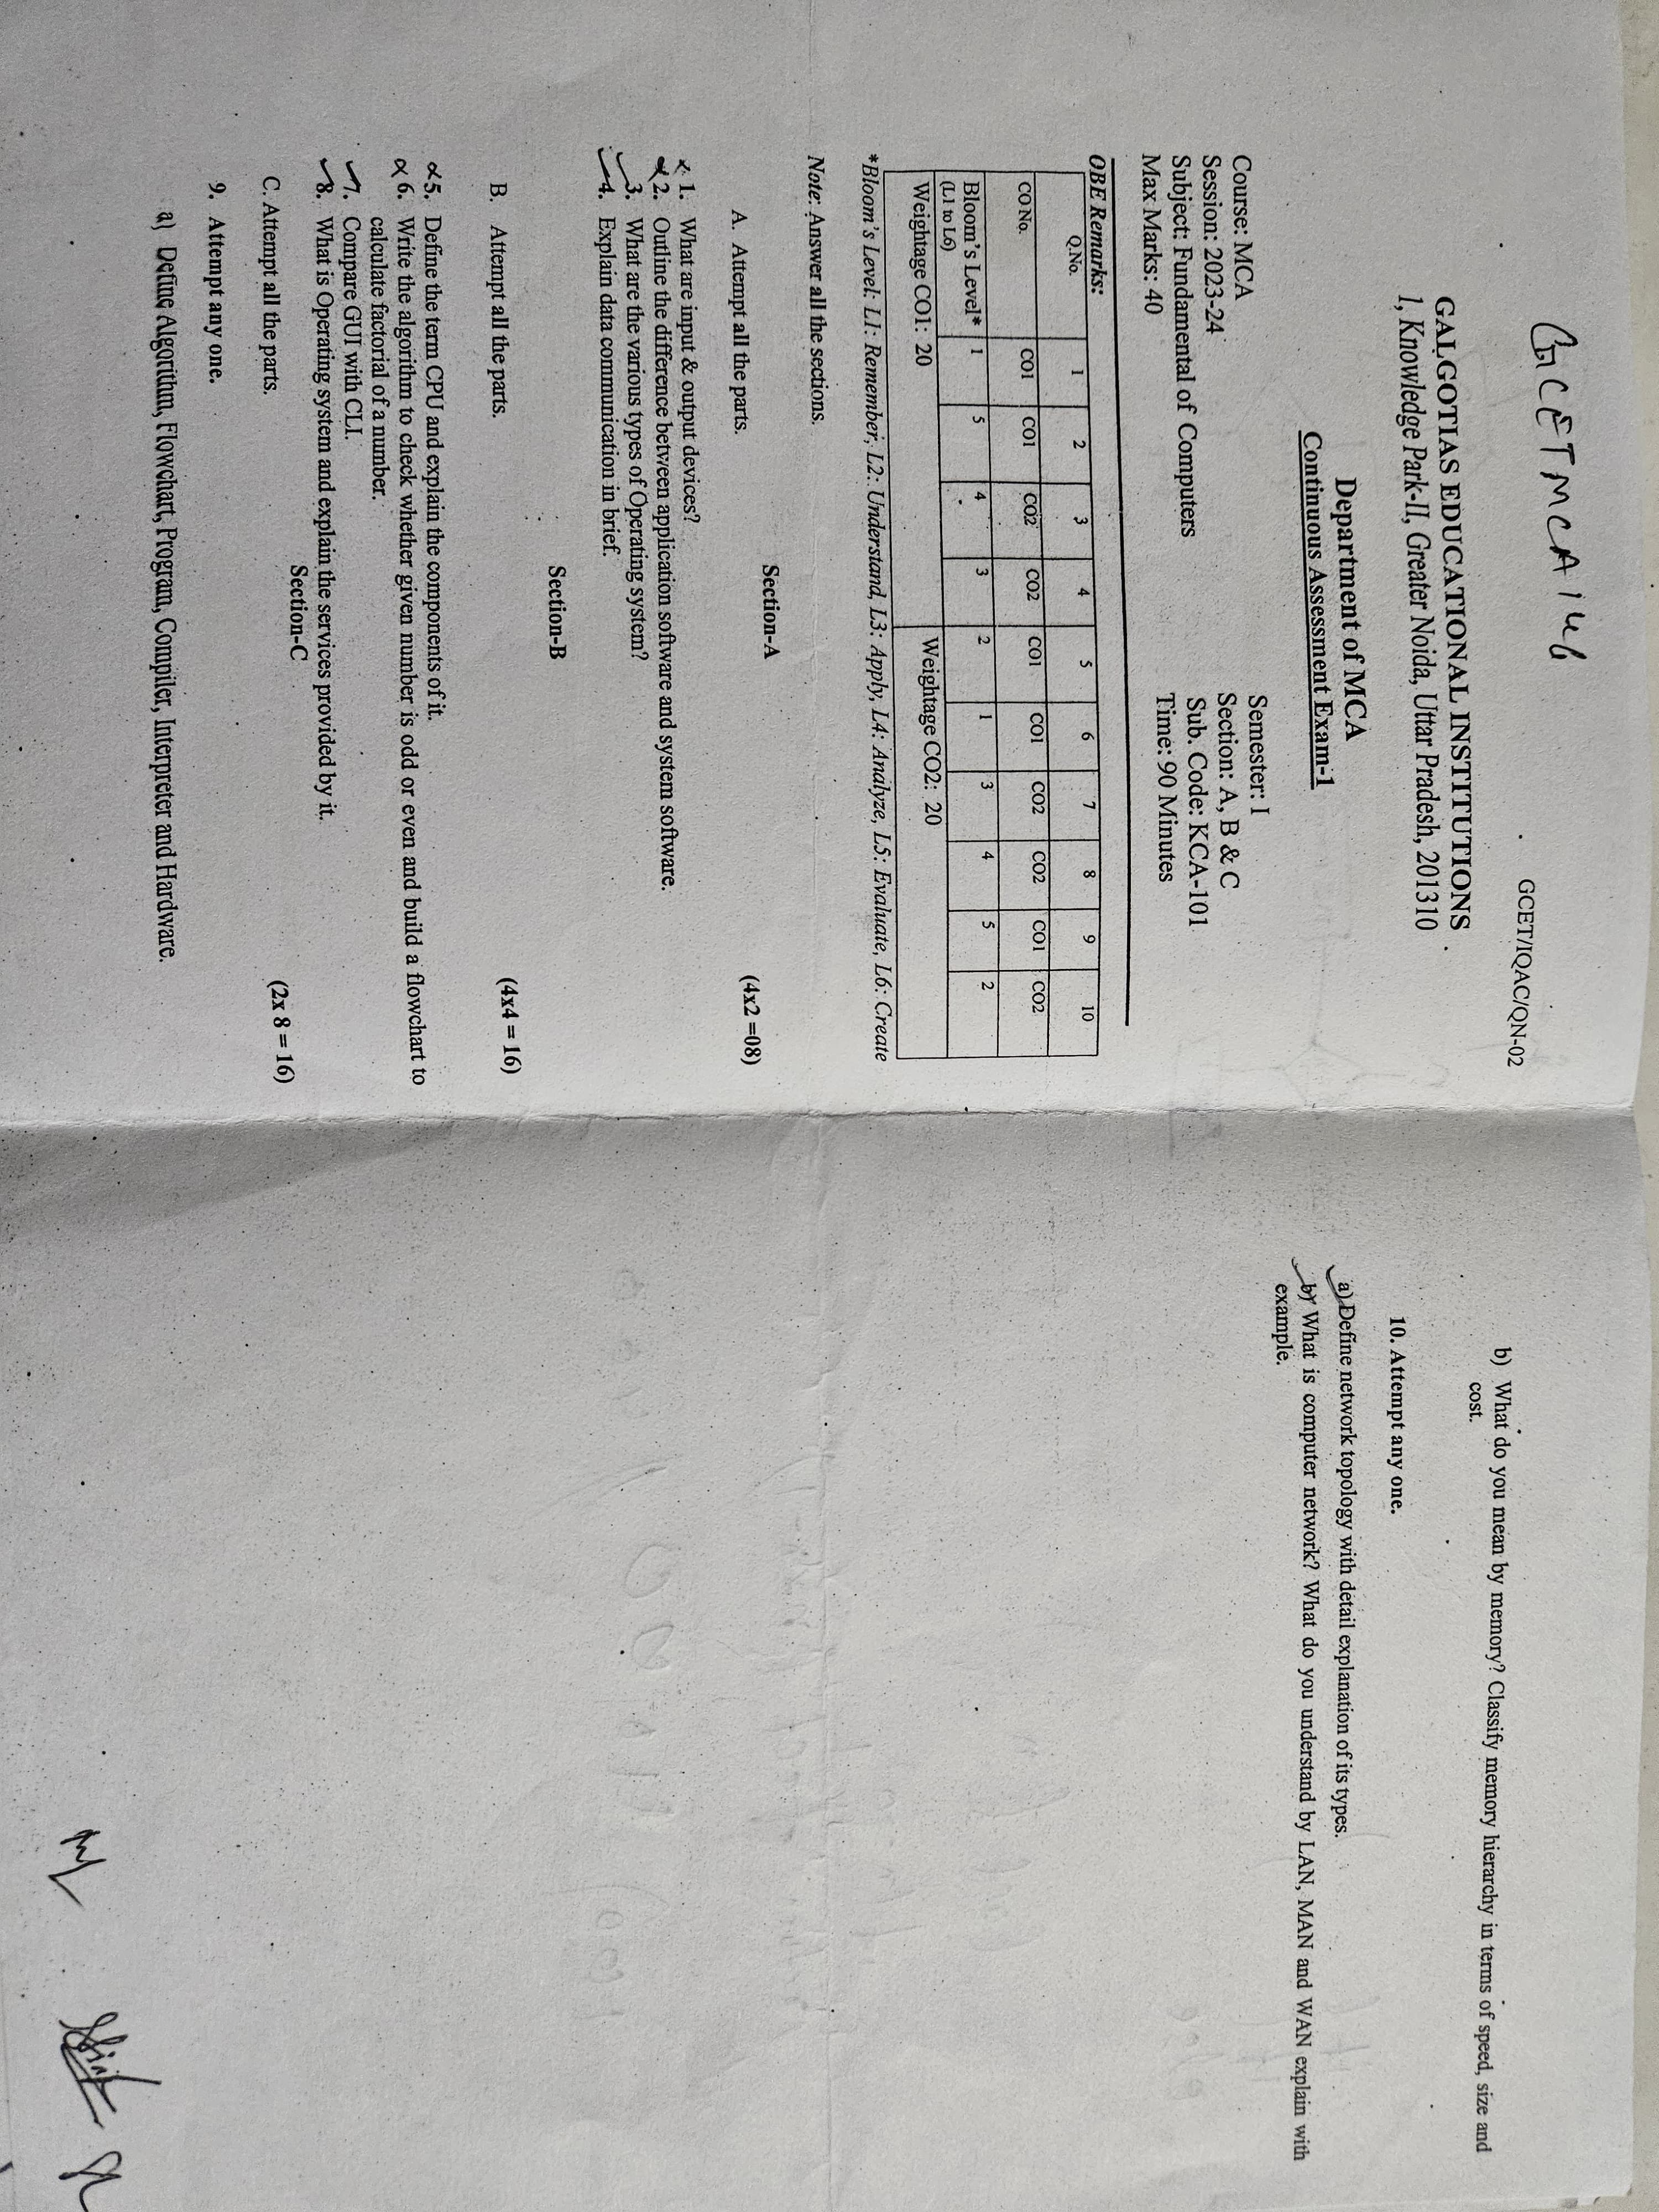 GCETMCA146
GCET/IQAC/QN-02
GALGOTIAS EDUCATIONAL INSTITUTIONS
1, Knowledge Park-II, Greater Noida, Uttar Pradesh, 201310
Department of MCA
Continuous Assessment Exam-1
Course: MCA Semester: I
Session: 2023-24 Section: A, B & C
Subject: Fundamental of Computers Sub. Code: KCA-101
Max Marks: 40 Time: 90 Minutes
OBE Remarks:
Q.No. 1 2 3 4 5 6 7 8 9 10
CO No. CO1 CO1 CO2 CO2 CO1 CO1 CO2 CO2 CO1 CO2
Bloom's Level* 1 5 4 3 2 1 3 4 5 2
(L1 to L6)
Weightage CO1: 20 Weightage CO2: 20
*Bloom's Level: L1: Remember, L2: Understand, L3: Apply, L4: Analyze, L5: Evaluate, L6: Create
Note: Answer all the sections.
Section-A
A. Attempt all the parts. (4x2 =08)
1. What are input & output devices?
2. Outline the difference between application software and system software.
3. What are the various types of Operating system?
4. Explain data communication in brief.
Section-B
B. Attempt all the parts. (4x4 = 16)
5. Define the term CPU and explain the components of it.
6. Write the algorithm to check whether given number is odd or even and build a flowchart to
calculate factorial of a number.
7. Compare GUI with CLI.
8. What is Operating system and explain the services provided by it.
Section-C
C. Attempt all the parts. (2x 8 = 16)
9. Attempt any one.
a) Define Algorithm, Flowchart, Program, Compiler, Interpreter and Hardware.
b) What do you mean by memory? Classify memory hierarchy in terms of speed, size and
cost.
10. Attempt any one.
a) Define network topology with detail explanation of its types.
b) What is computer network? What do you understand by LAN, MAN and WAN explain with
example.